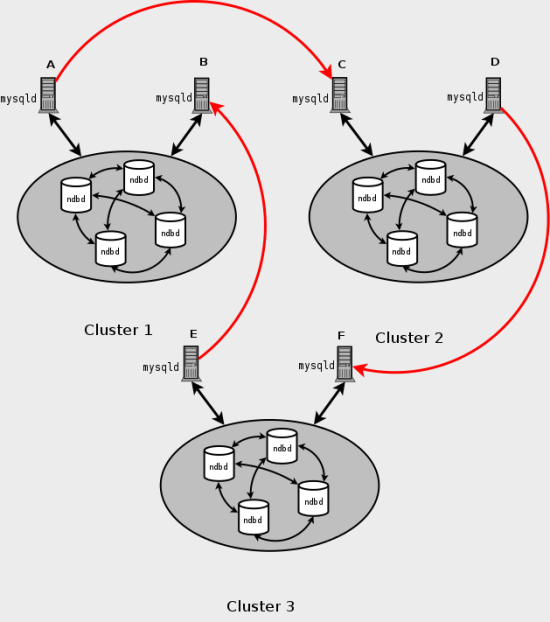 A
B
C
D
mysqld
mysqld
mysqld
mysqld
ndbd
ndbd
ndbd
ndbd
ndbd
ndbd
ndbd
ndbd
Cluster 1
E
F
Cluster 2
mysqld
mysqld
ndbd
ndbd
ndbd
ndbd
Cluster 3